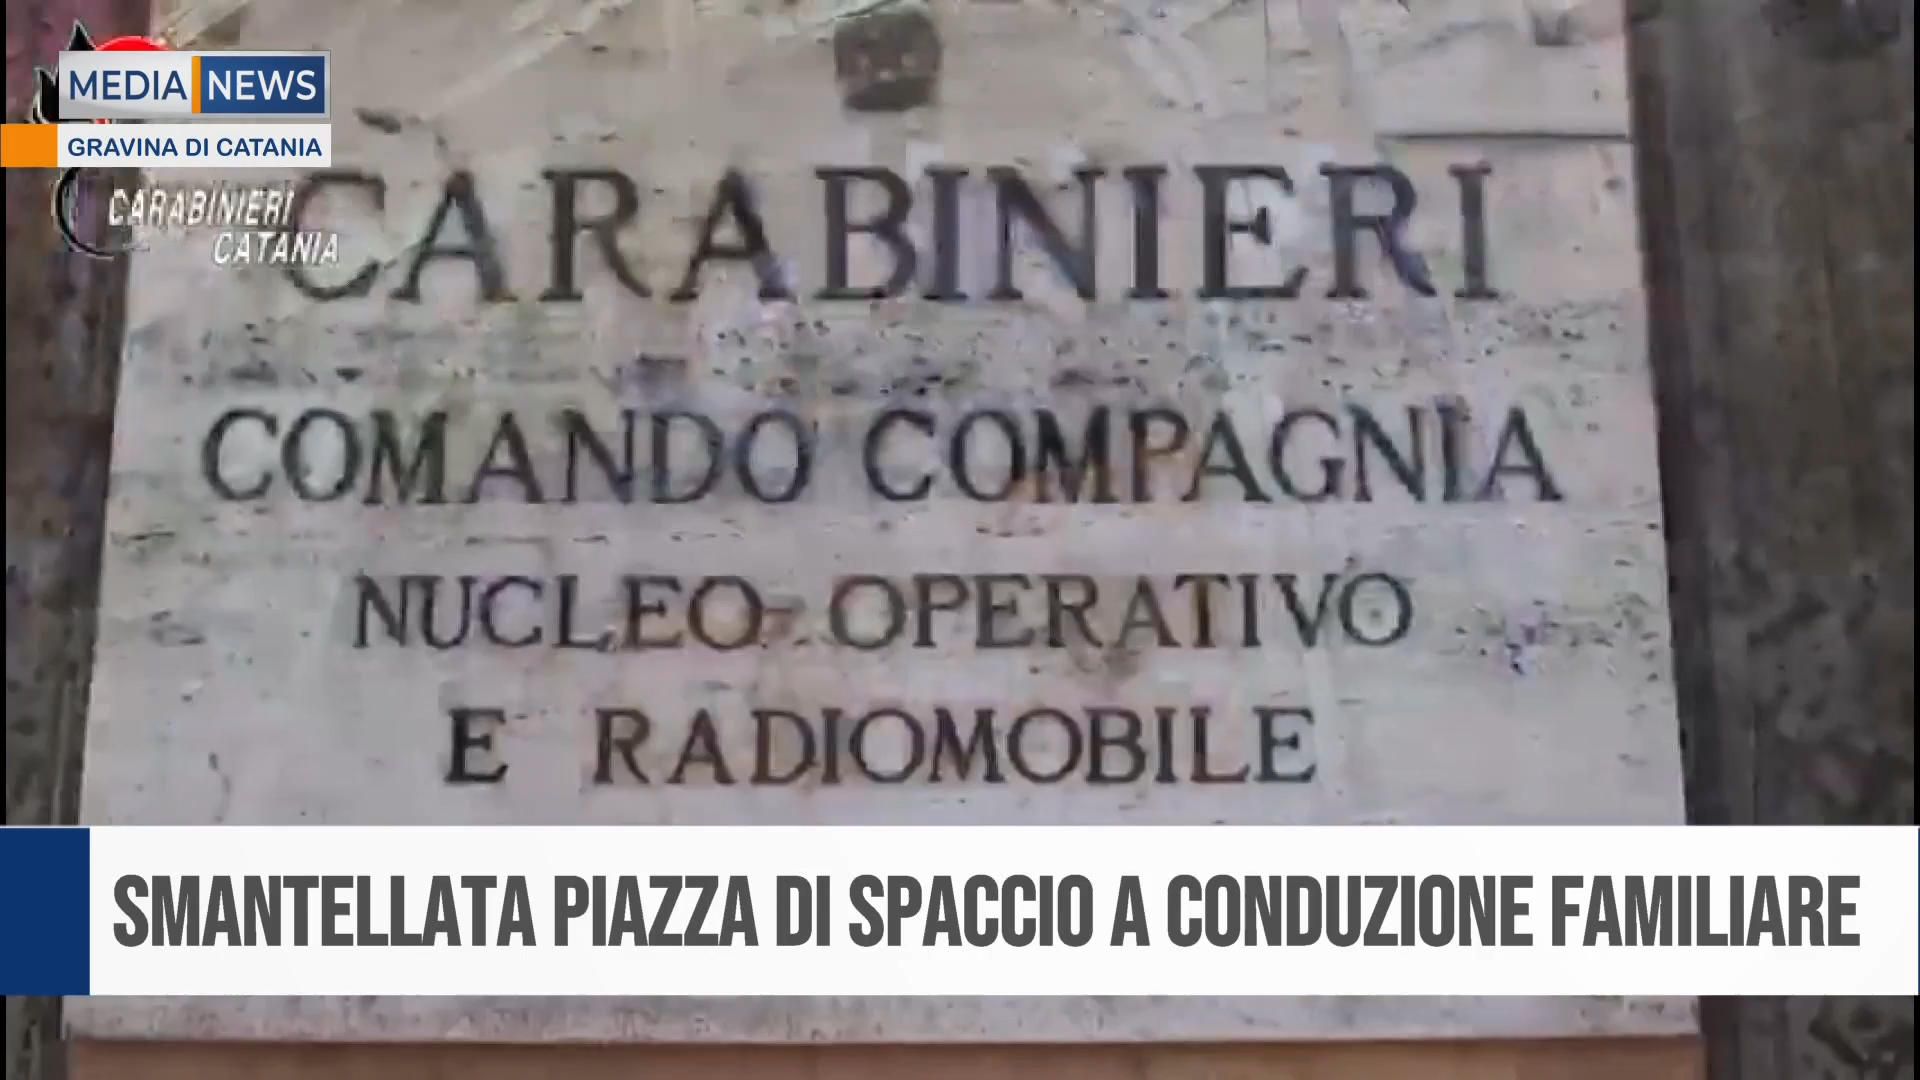 MEDIA NEWS
GRAVINA DI CATANIA
CARABINIERI
CATANIA
CARABINIERI
COMANDO COMPAGNIA
NUCLEO OPERATIVO
E RADIOMOBILE
SMANTELLATA PIAZZA DI SPACCIO A CONDUZIONE FAMILIARE